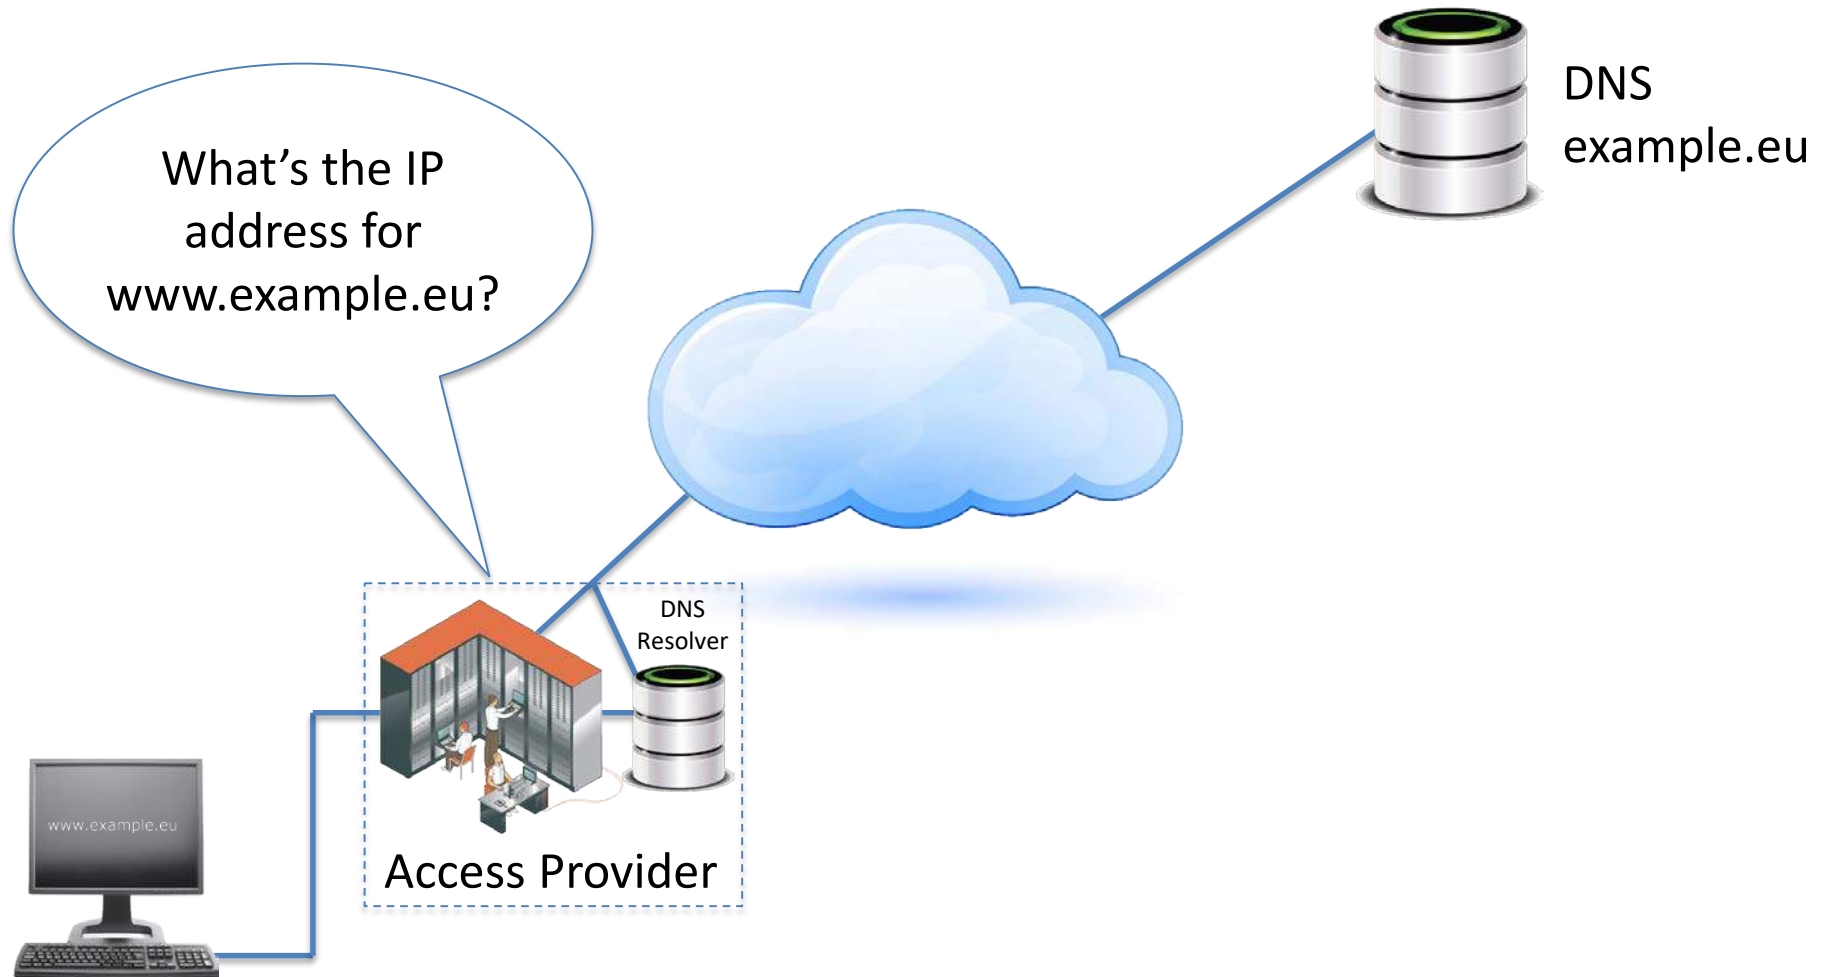 What’s the IP
address for
www.example.eu?
DNS
example.eu
DNS
Resolver
www.example.eu
Access Provider